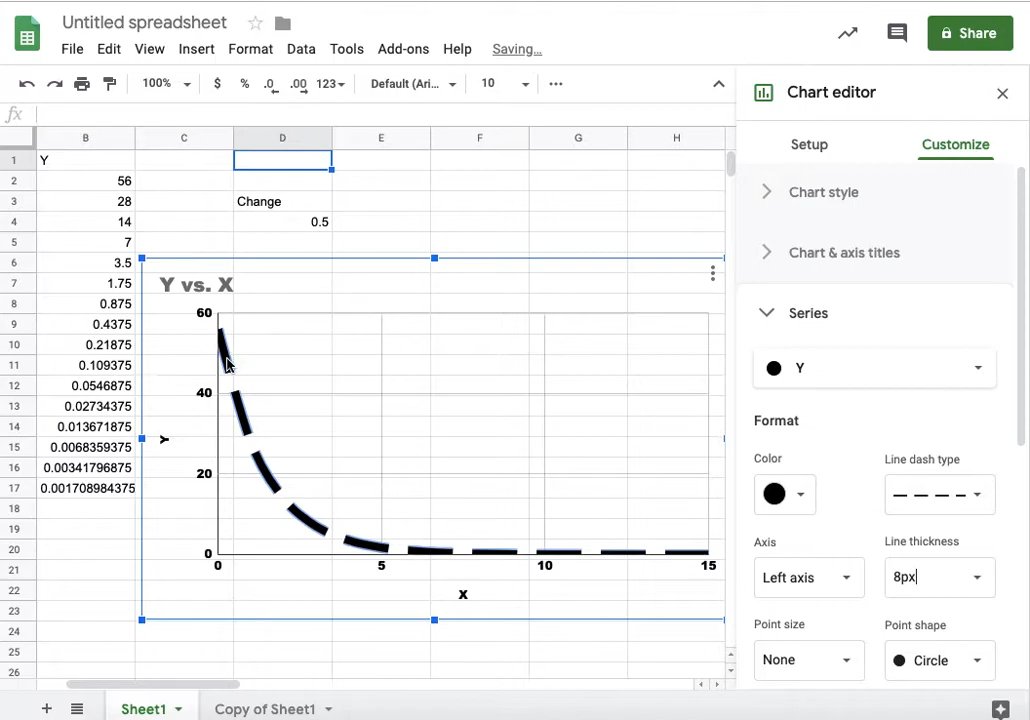 Untitled spreadsheet
File Edit View Insert Format Data Tools Add-ons Help Saving...
Share
100% $ % .0 .00 123 Default (Ari... 10
Chart editor
fx
Setup Customize
B C D E F G H
1 Y
2 56
3 28 Change
4 14 0.5
5 7
6 3.5
7 1.75
8 0.875
9 0.4375
10 0.21875
11 0.109375
12 0.0546875
13 0.02734375
14 0.013671875
15 0.0068359375
16 0.00341796875
17 0.001708984375
18
19
20
21
22
23
24
25
26
Y vs. X
60
40
20
0
Y
0 5 10 15
X
Chart style
Chart & axis titles
Series
Y
Format
Color Line dash type
Axis Line thickness
Left axis 8px
Point size Point shape
None Circle
Sheet1 Copy of Sheet1